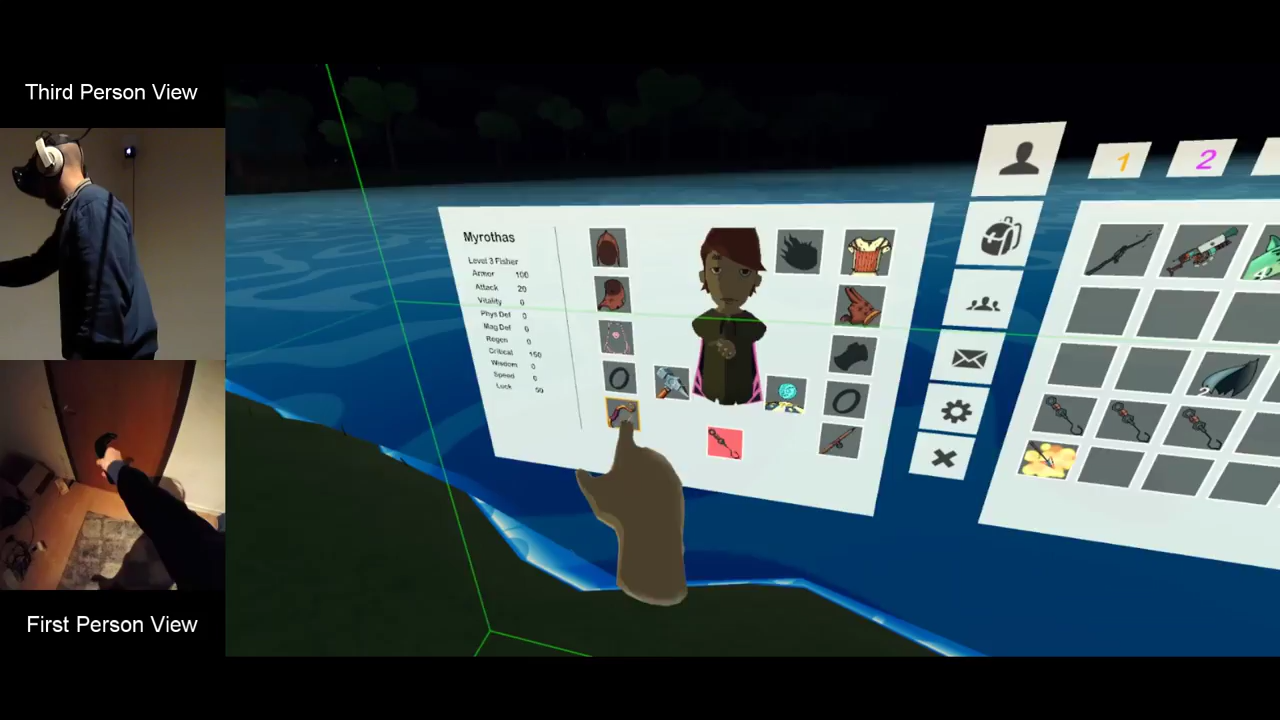 Third Person View
First Person View
Myrothas
Level 3 Fisher
Armor 100
Attack 20
Vitality 0
Phys Def 0
Mag Def 0
Regen 0
Critical 150
Wisdom 0
Speed 0
Luck 50
1
2